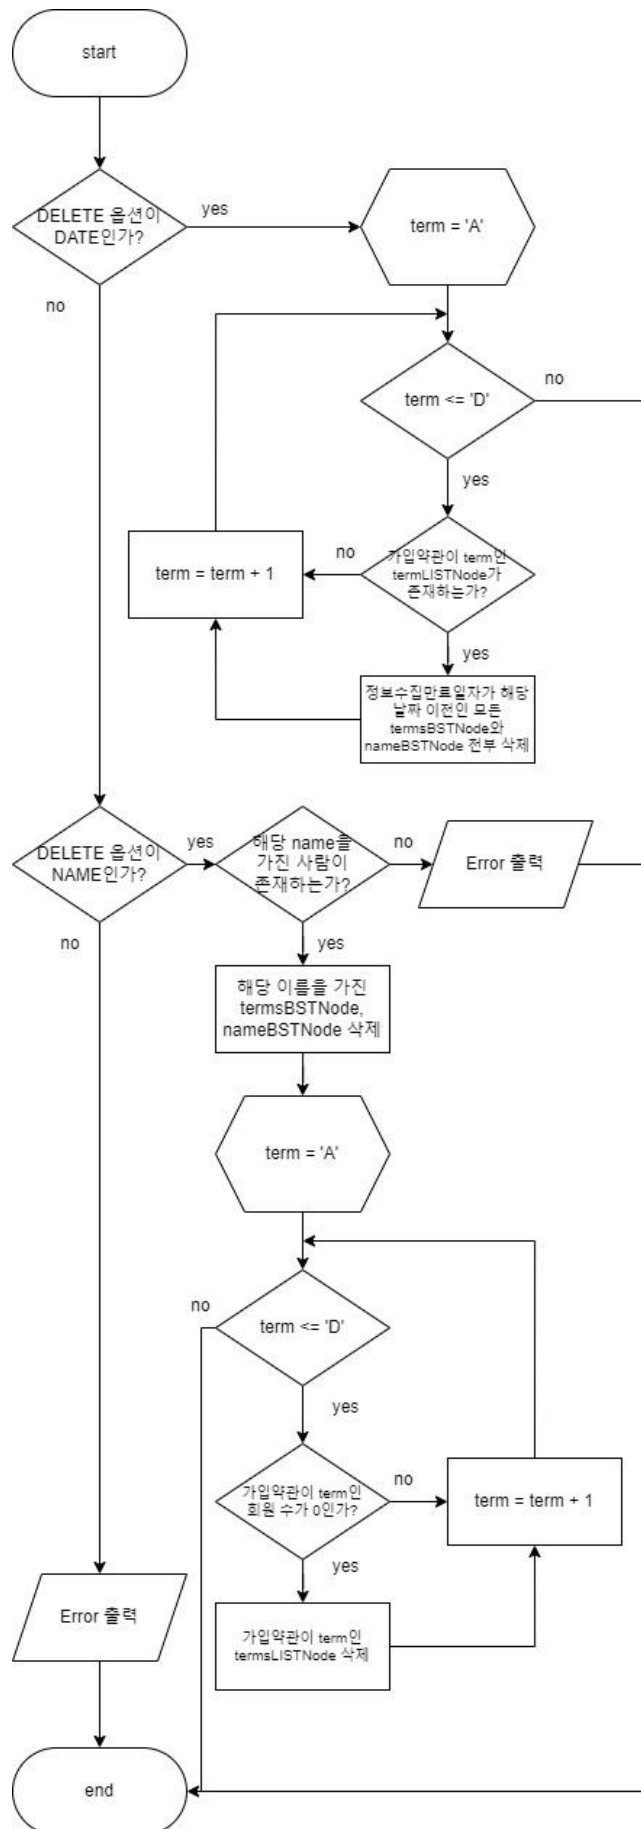 start
DELETE 옵션이
DATE인가?
yes
no
term = 'A'
term <= 'D'
no
yes
가입약관이 term인
termLISTNode가
존재하는가?
no
term = term + 1
yes
정보수집만료일자가 해당
날짜 이전인 모든
termsBSTNode와
nameBSTNode 전부 삭제
DELETE 옵션이
NAME인가?
yes
no
해당 name을
가진 사람이
존재하는가?
no
Error 출력
yes
해당 이름을 가진
termsBSTNode,
nameBSTNode 삭제
term = 'A'
term <= 'D'
no
yes
가입약관이 term인
회원 수가 0인가?
no
term = term + 1
yes
가입약관이 term인
termsLISTNode 삭제
Error 출력
end